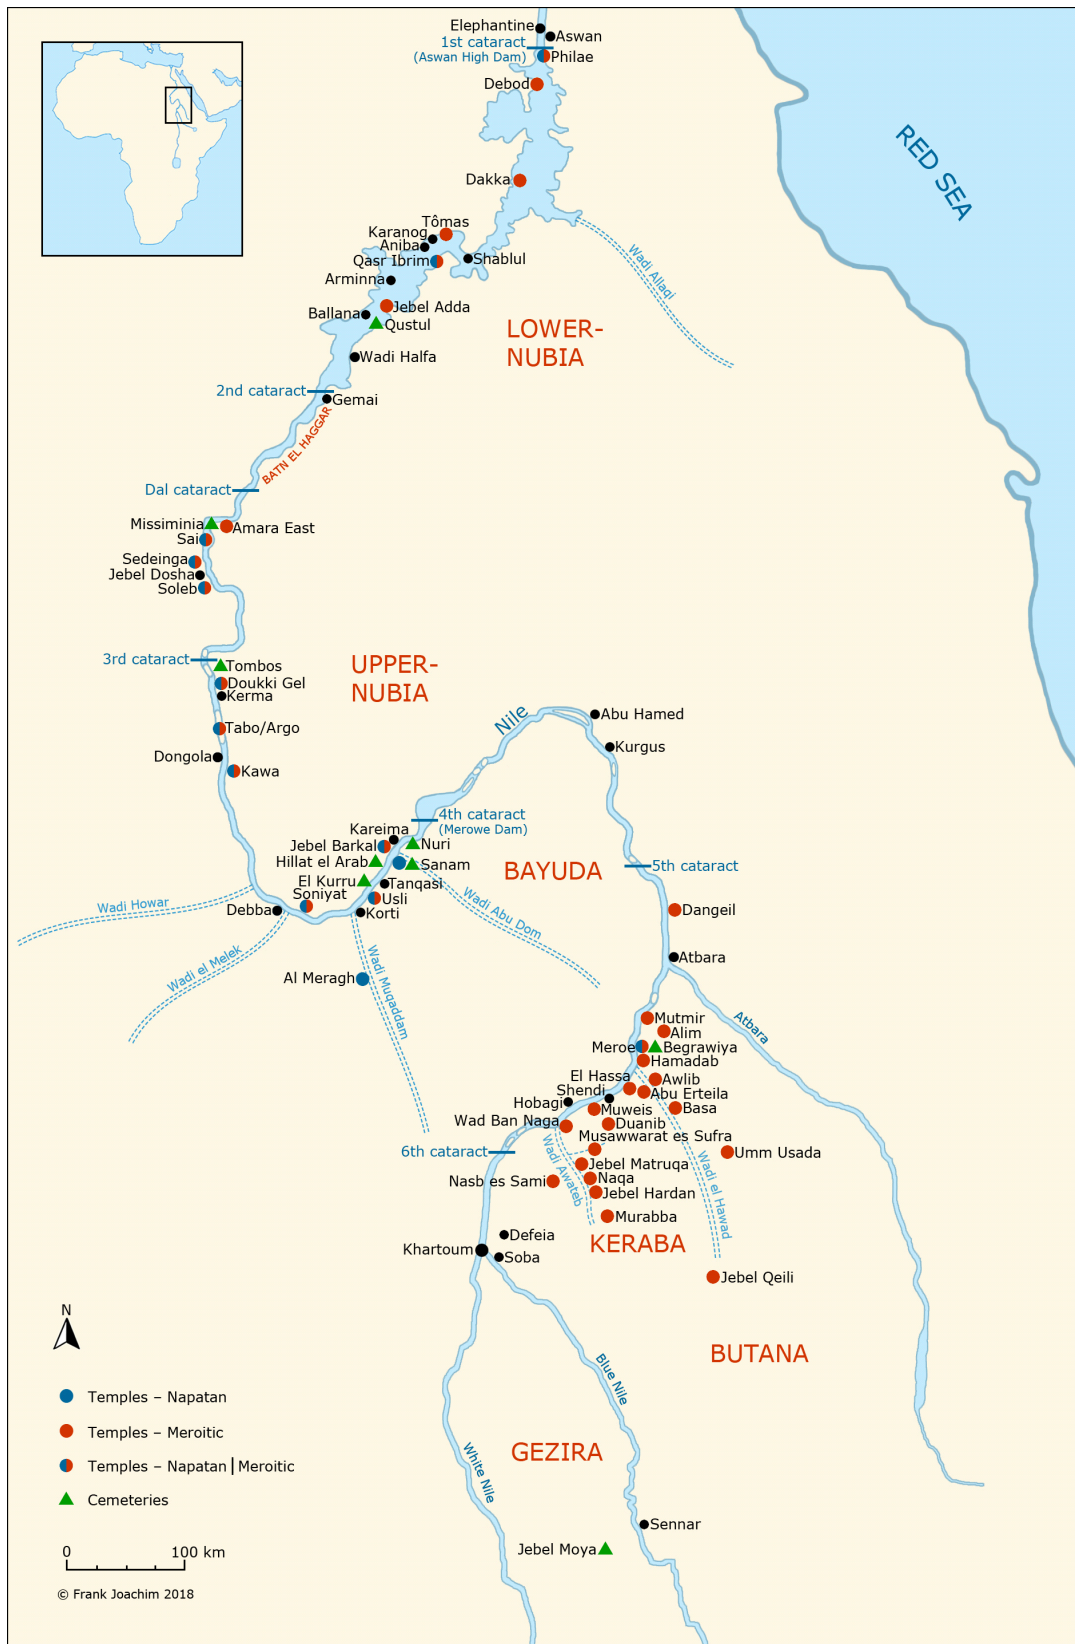 Elephantine
Aswan
1st cataract
(Aswan High Dam)
Philae
Debod
RED SEA
Dakka
Tômas
Karanog
Aniba
Qasr Ibrim
Shablul
Wadi Allaqi
Arminna
Jebel Adda
Ballana
Qustul
LOWER-
NUBIA
Wadi Halfa
2nd cataract
Gemai
BATN EL HAGGAR
Dal cataract
Missiminia
Amara East
Sai
Sedeinga
Jebel Dosha
Soleb
3rd cataract
Tombos
UPPER-
NUBIA
Doukki Gel
Kerma
Nile
Abu Hamed
Tabo/Argo
Kurgus
Dongola
Kawa
4th cataract
(Merowe Dam)
Kareima
Jebel Barkal
Nuri
Hillat el Arab
Sanam
5th cataract
BAYUDA
El Kurru
Tanqasi
Soniyat
Usli
Wadi Howar
Debba
Korti
Wadi Abu Dom
Dangeil
Wadi el Melek
Wadi Muqaddam
Atbara
Al Meragh
Mutmir
Atbara
Alim
Meroe
Begrawiya
Hamadab
El Hassa
Awlib
Shendi
Abu Erteila
Hobagi
Muweis
Basa
Wad Ban Naga
Duanib
Musawwarat es Sufra
6th cataract
Umm Usada
Wadi Awateb
Jebel Matruqa
Wadi el Hawad
Nasb es Sami
Naqa
Jebel Hardan
Murabba
Defeia
KERABA
Khartoum
Soba
Jebel Qeili
N
BUTANA
Blue Nile
Temples – Napatan
Temples – Meroitic
GEZIRA
Temples – Napatan | Meroitic
White Nile
Cemeteries
Sennar
Jebel Moya
0 100 km
© Frank Joachim 2018